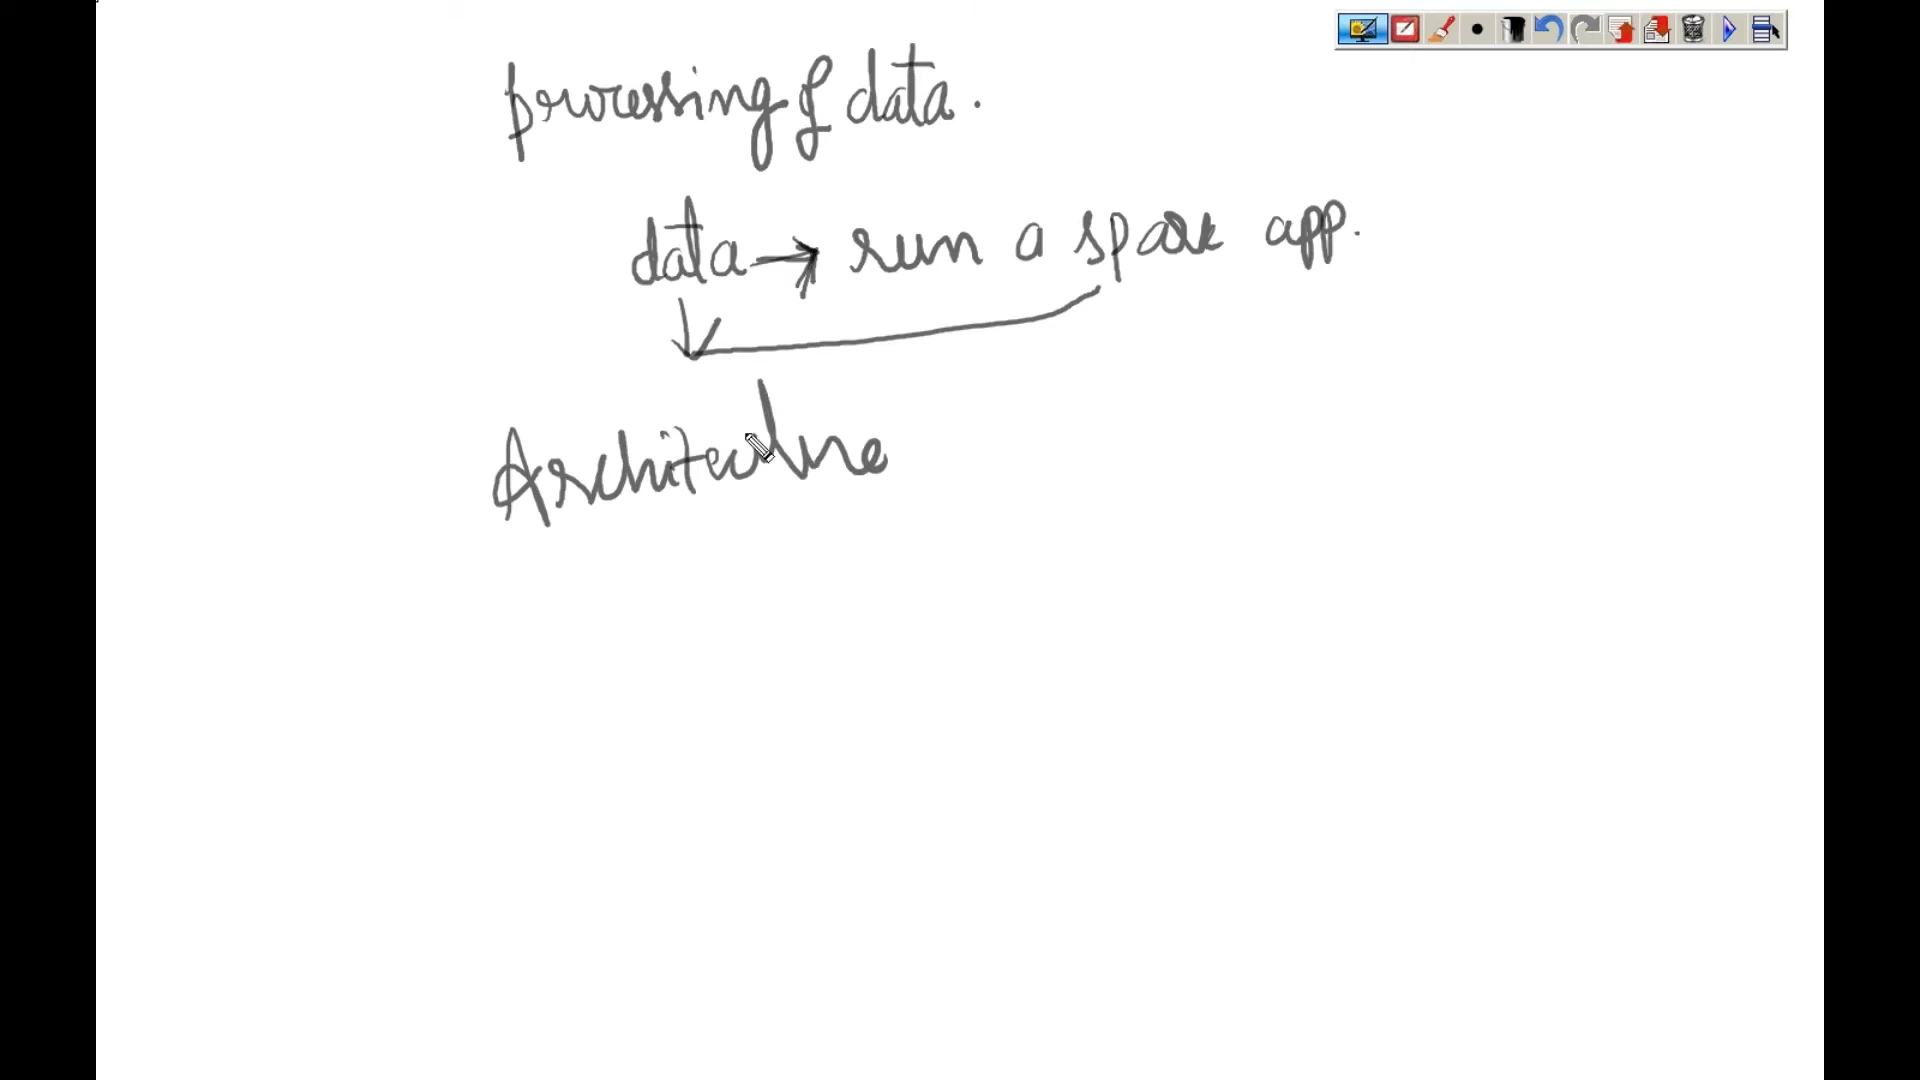 processing of data.
data → run a spark app.
Architecture